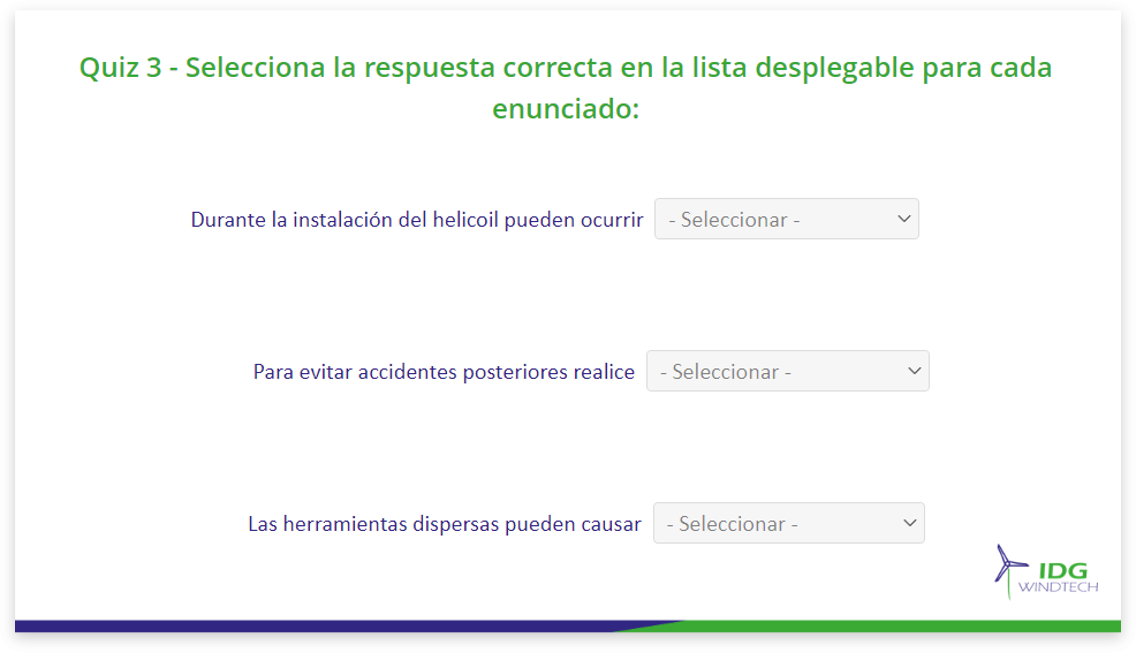 Quiz 3 - Selecciona la respuesta correcta en la lista desplegable para cada
enunciado:
Durante la instalación del helicoil pueden ocurrir - Seleccionar -
Para evitar accidentes posteriores realice - Seleccionar -
Las herramientas dispersas pueden causar - Seleccionar -
IDG
WINDTECH